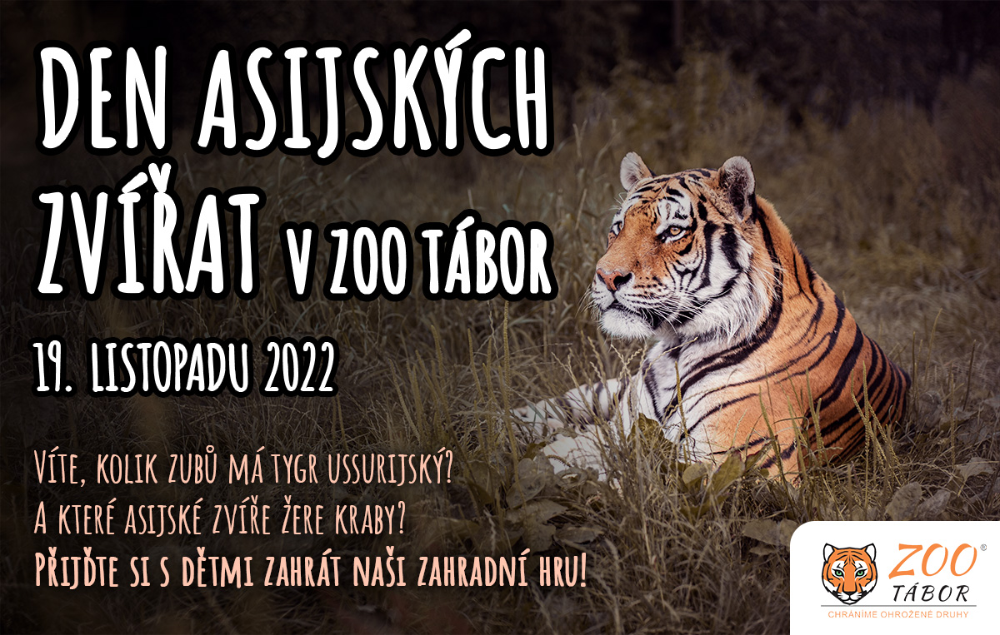 DEN ASIJSKÝCH
ZVÍŘAT V ZOO TÁBOR
19. LISTOPADU 2022
VÍTE, KOLIK ZUBŮ MÁ TYGR USSURIJSKÝ?
A KTERÉ ASIJSKÉ ZVÍŘE ŽERE KRABY?
PŘIJĎTE SI S DĚTMI ZAHRÁT NAŠI ZAHRADNÍ HRU!
ZOO®
TÁBOR
CHRÁNÍME OHROŽENÉ DRUHY